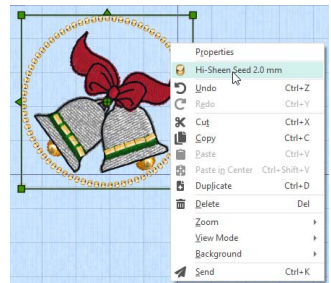 Properties
Hi-Sheen Seed 2.0 mm
Undo Ctrl+Z
Redo Ctrl+Y
Cut Ctrl+X
Copy Ctrl+C
Paste Ctrl+V
Paste in Center Ctrl+Shift+V
Duplicate Ctrl+D
Delete Del
Zoom
View Mode
Background
Send Ctrl+K